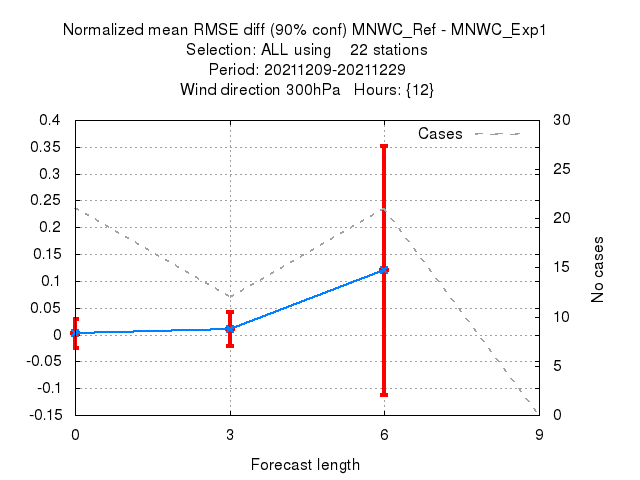 Normalized mean RMSE diff (90% conf) MNWC_Ref - MNWC_Exp1
Selection: ALL using    22 stations
Period: 20211209-20211229
Wind direction 300hPa   Hours: {12}
Cases
0.4
0.35
0.3
0.25
0.2
0.15
0.1
0.05
0
-0.05
-0.1
-0.15
30
25
20
15
10
5
0
No cases
0 3 6 9
Forecast length